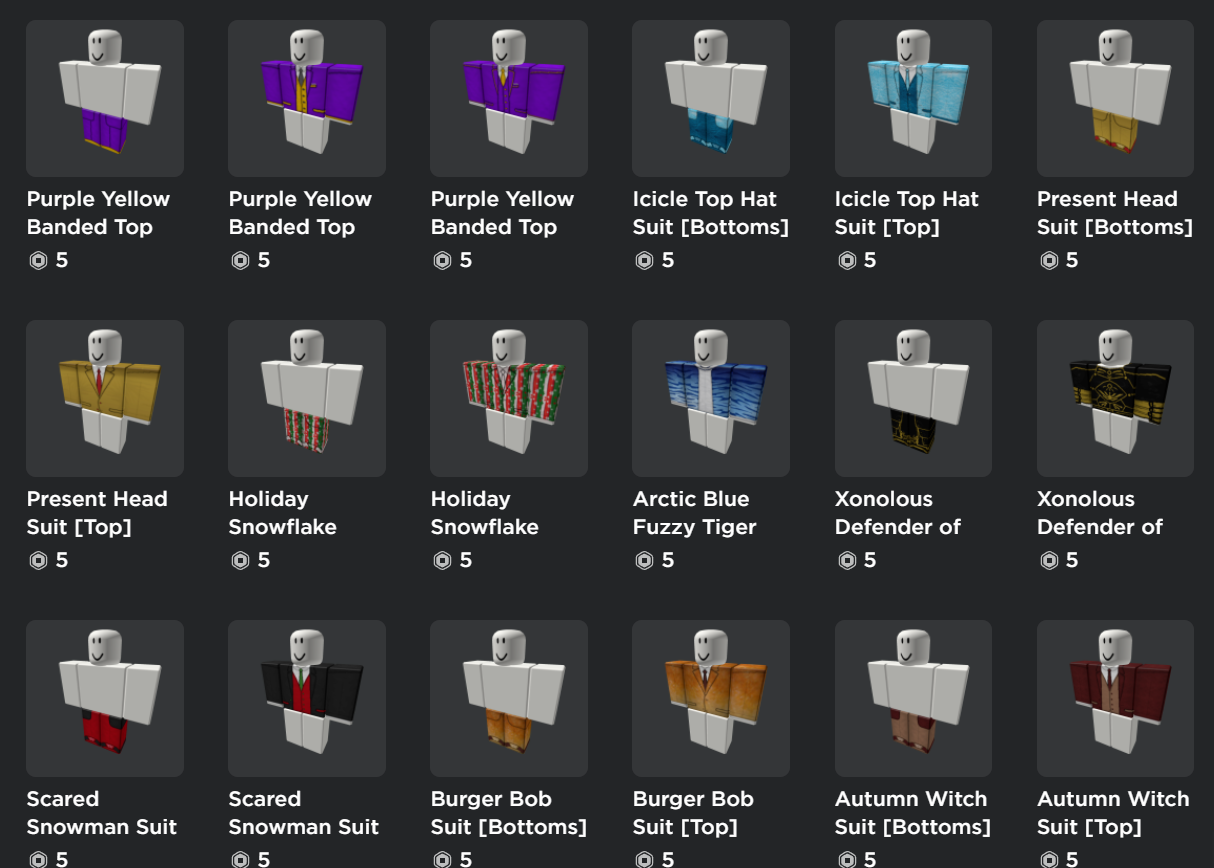 Purple Yellow
Banded Top
5
Purple Yellow
Banded Top
5
Purple Yellow
Banded Top
5
Icicle Top Hat
Suit [Bottoms]
5
Icicle Top Hat
Suit [Top]
5
Present Head
Suit [Bottoms]
5
Present Head
Suit [Top]
5
Holiday
Snowflake
5
Holiday
Snowflake
5
Arctic Blue
Fuzzy Tiger
5
Xonolous
Defender of
5
Xonolous
Defender of
5
Scared
Snowman Suit
5
Scared
Snowman Suit
5
Burger Bob
Suit [Bottoms]
5
Burger Bob
Suit [Top]
5
Autumn Witch
Suit [Bottoms]
5
Autumn Witch
Suit [Top]
5